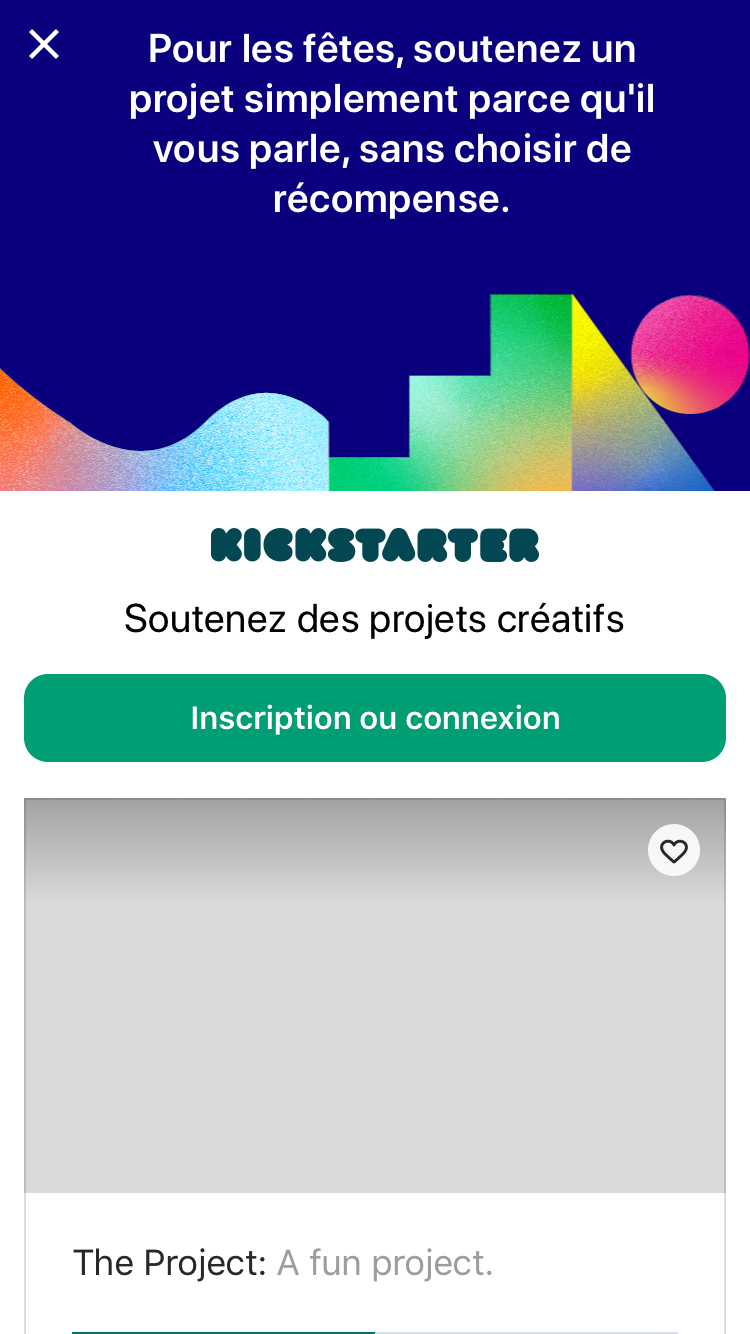 Pour les fêtes, soutenez un
projet simplement parce qu'il
vous parle, sans choisir de
récompense.
KICKSTARTER
Soutenez des projets créatifs
Inscription ou connexion
The Project: A fun project.